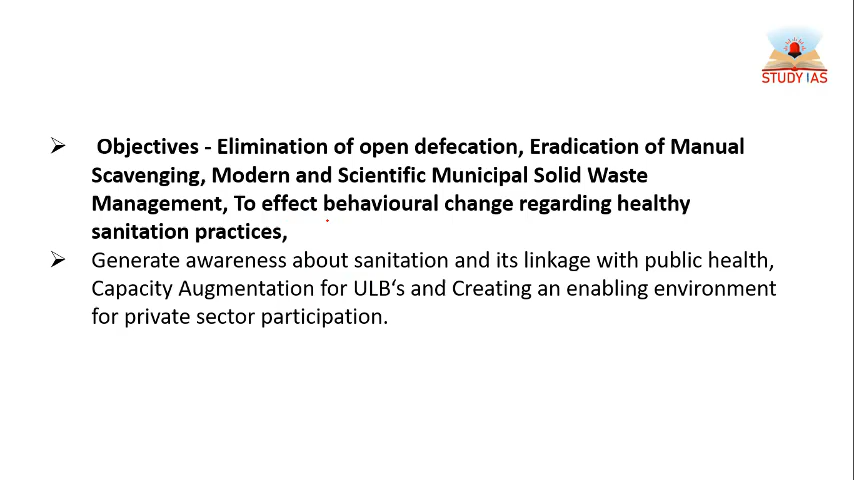 STUDY IAS
➢ Objectives - Elimination of open defecation, Eradication of Manual
Scavenging, Modern and Scientific Municipal Solid Waste
Management, To effect behavioural change regarding healthy
sanitation practices,
➢ Generate awareness about sanitation and its linkage with public health,
Capacity Augmentation for ULB‘s and Creating an enabling environment
for private sector participation.